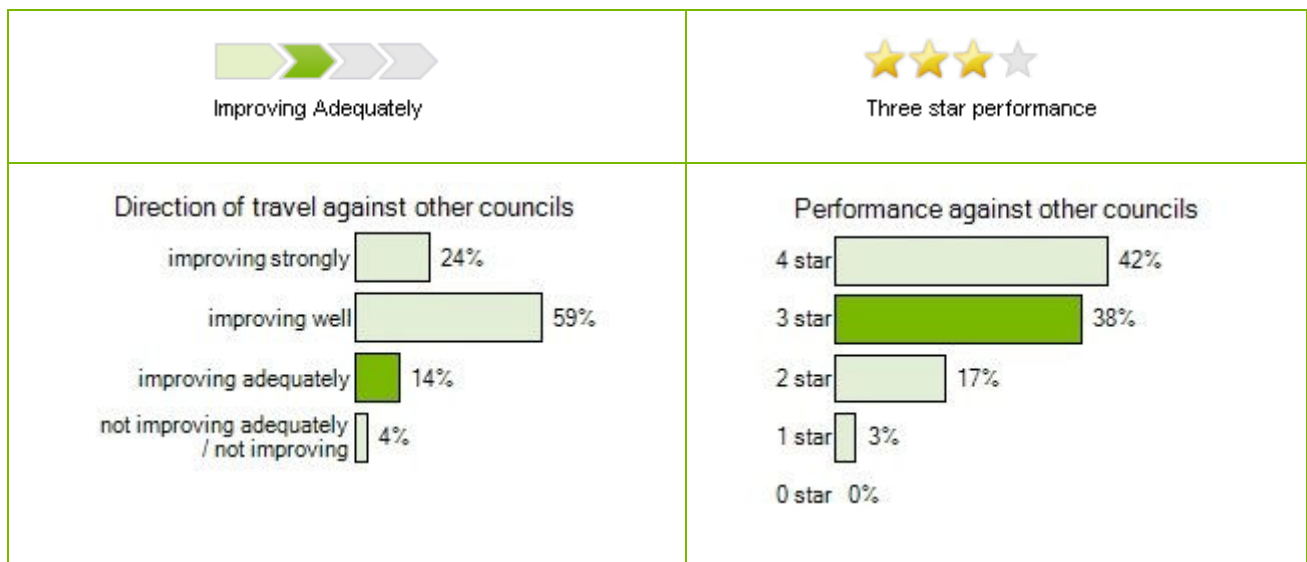 Improving Adequately
Three star performance
Direction of travel against other councils
improving strongly 24%
improving well 59%
improving adequately 14%
not improving adequately
/ not improving 4%
Performance against other councils
4 star 42%
3 star 38%
2 star 17%
1 star 3%
0 star 0%